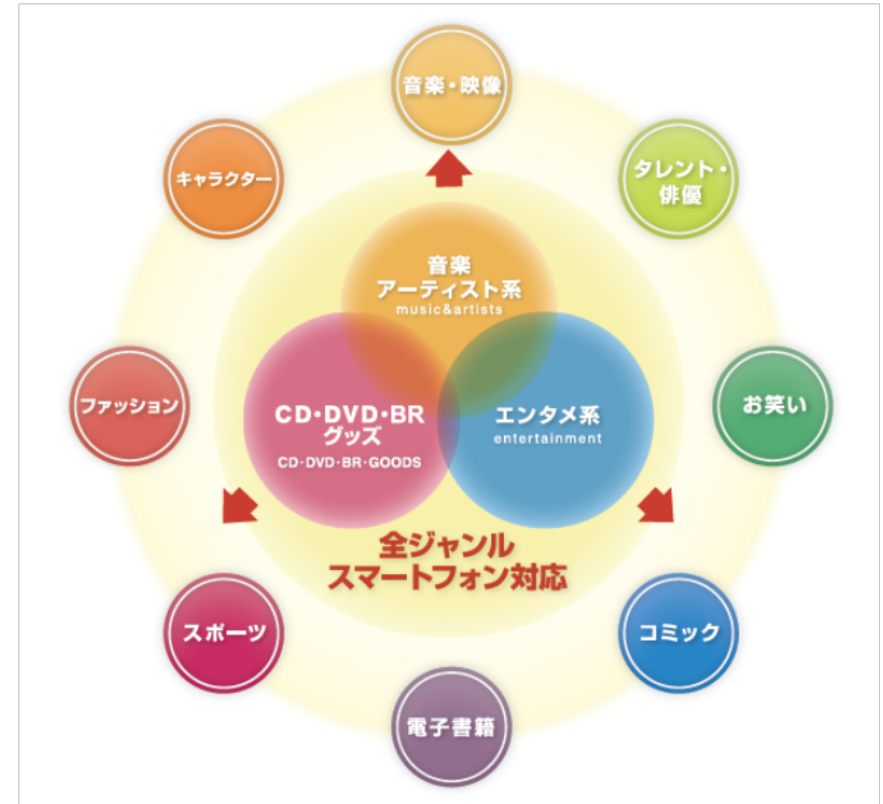 音楽・映像
キャラクター
タレント・
俳優
音楽
アーティスト系
music&artists
ファッション
CD・DVD・BR
グッズ
CD・DVD・BR・GOODS
エンタメ系
entertainment
お笑い
全ジャンル
スマートフォン対応
スポーツ
コミック
電子書籍